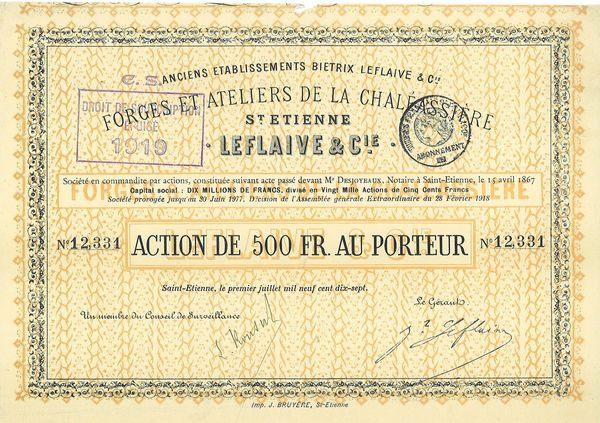 ANCIENS ETABLISSEMENTS BIETRIX LEFLAIVE & Cie
FORGES ET ATELIERS DE LA CHALÉASSIÈRE
St ETIENNE
· LEFLAIVE & Cie ·
C. S.
DROIT DE SOUSCRIPTION
1919
ABONNEMENT
Société en commandite par actions, constituée suivant acte passé devant Me Desjoyeaux, Notaire à Saint-Etienne, le 15 avril 1867
Capital social : DIX MILLIONS DE FRANCS, divisé en Vingt Mille Actions de Cinq Cents Francs
Société prorogée jusqu'au 30 Juin 1977, Décision de l'Assemblée générale Extraordinaire du 28 Février 1918
No 12,331 ACTION DE 500 FR. AU PORTEUR No 12,331
LEFLAIVE & Cie
Saint-Etienne, le premier juillet mil neuf cent dix-sept.
Un membre du Conseil de Surveillance
Le Gérant.
Leflaive
Imp. J. BRUYÈRE, St-Etienne